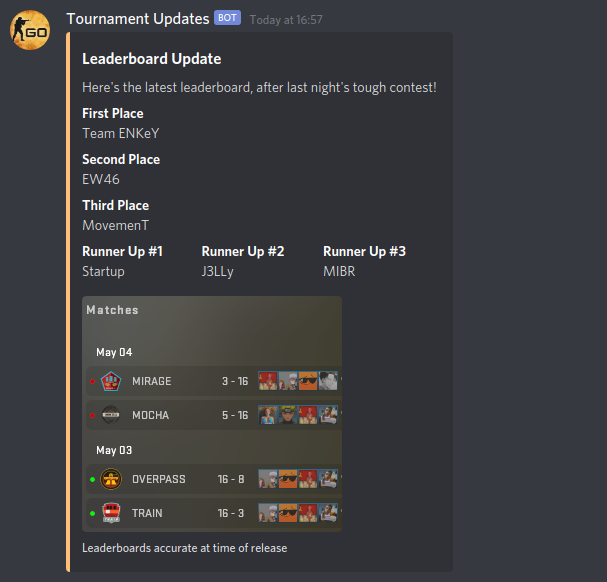 GO
Tournament Updates BOT Today at 16:57
Leaderboard Update
Here's the latest leaderboard, after last night's tough contest!
First Place
Team ENKeY
Second Place
EW46
Third Place
MovemenT
Runner Up #1 Runner Up #2 Runner Up #3
Startup J3LLy MIBR
Matches
May 04
MIRAGE 3 - 16
MOCHA 5 - 16
May 03
OVERPASS 16 - 8
TRAIN 16 - 3
Leaderboards accurate at time of release